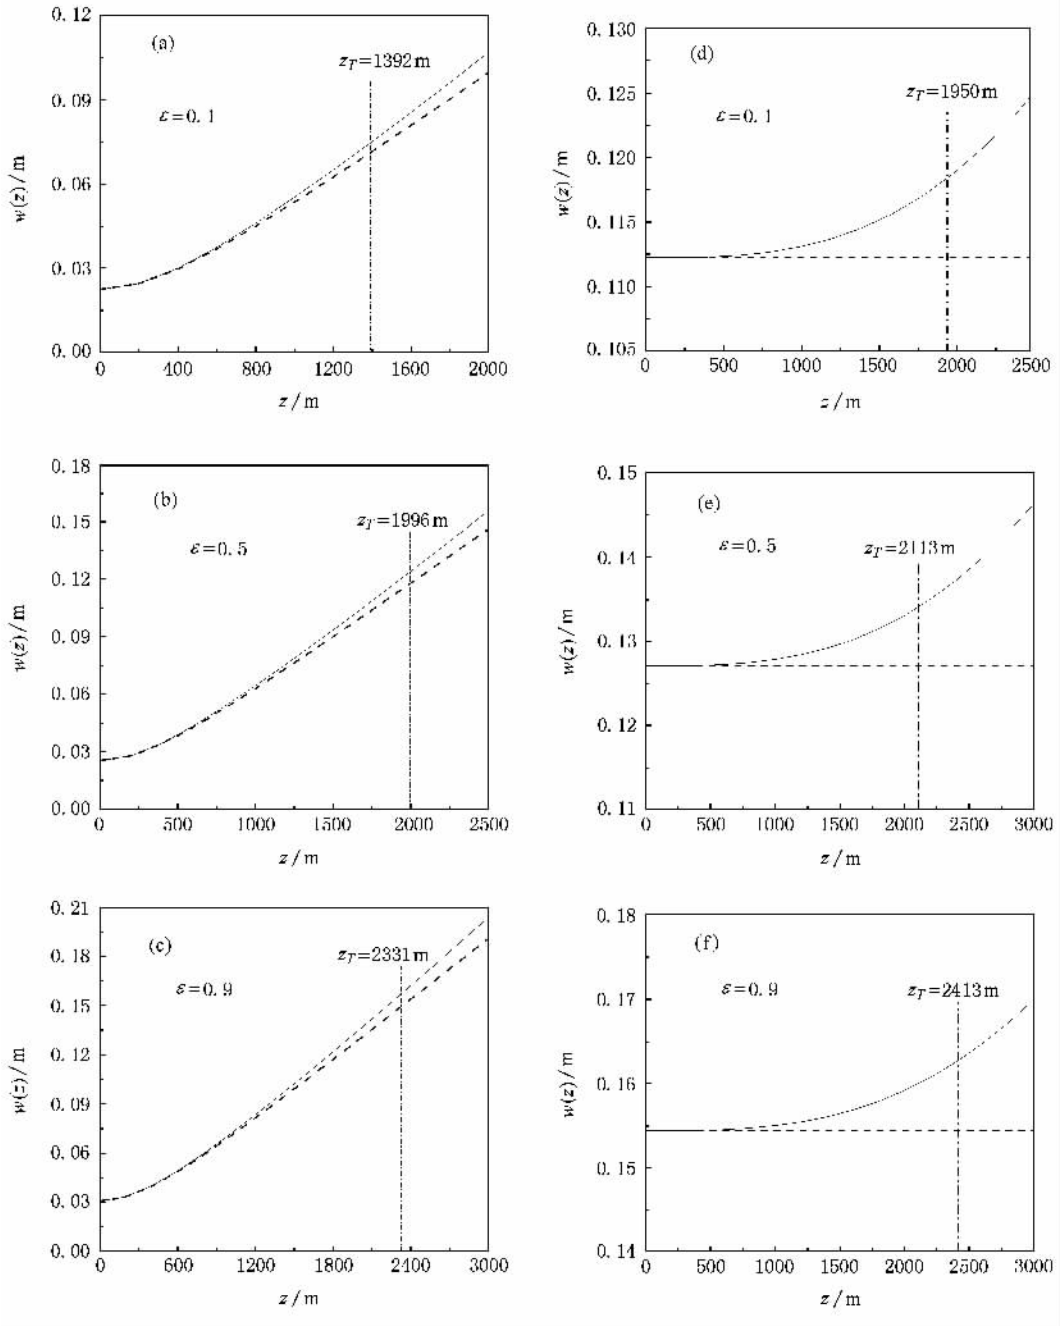 0.12
(a)
z_T=1392m
0.09
ε=0.1
w(z)/m
0.06
0.03
0.00
0 400 800 1200 1600 2000
z/m
0.130
(d)
0.125
z_T=1950m
ε=0.1
0.120
w(z)/m
0.115
0.110
0.105
0 500 1000 1500 2000 2500
z/m
0.18
(b)
0.15
z_T=1996m
ε=0.5
0.12
w(z)/m
0.09
0.06
0.03
0.00
0 500 1000 1500 2000 2500
z/m
0.15
(e)
ε=0.5
z_T=2113m
0.14
w(z)/m
0.13
0.12
0.11
0 500 1000 1500 2000 2500 3000
z/m
0.21
(c)
0.18
z_T=2331m
ε=0.9
0.15
0.12
w(z)/m
0.09
0.06
0.03
0.00
0 600 1200 1800 2400 3000
z/m
0.18
(f)
ε=0.9
z_T=2413m
0.17
w(z)/m
0.16
0.15
0.14
0 500 1000 1500 2000 2500 3000
z/m